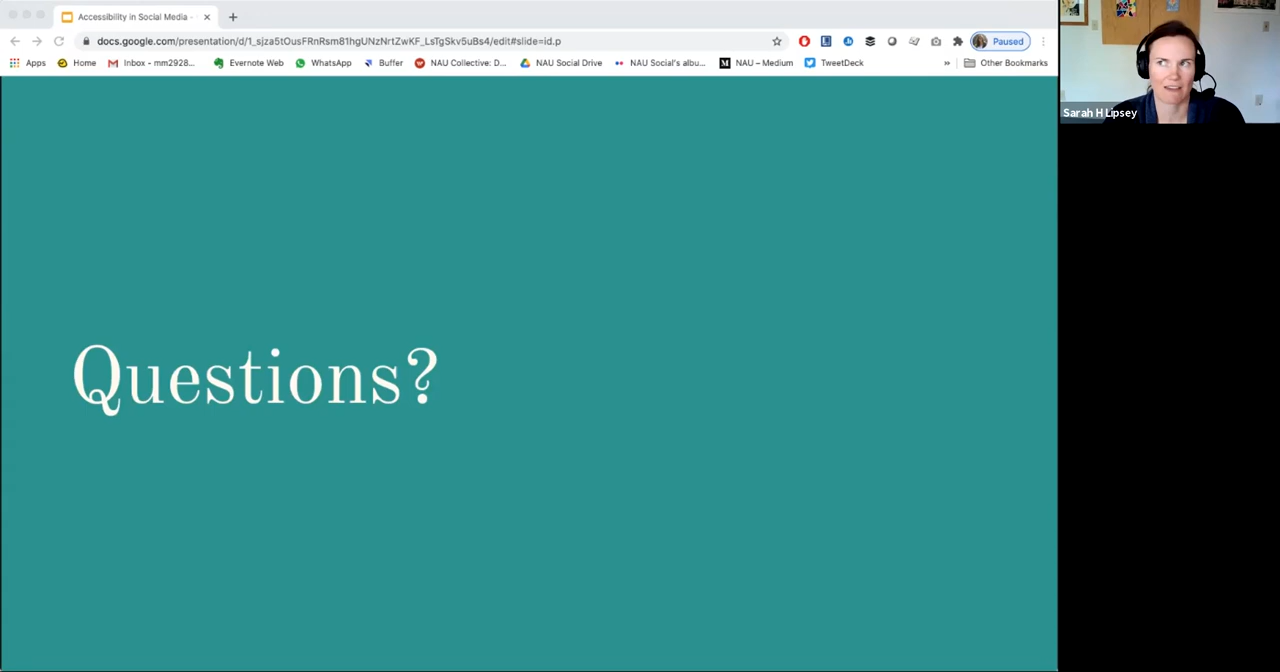 Accessibility in Social Media -
docs.google.com/presentation/d/1_sjza5tOusFRnRsm81hgUNzNrtZwKF_LsTgSkv5uBs4/edit#slide=id.p
Paused
Apps Home Inbox - mm2928... Evernote Web WhatsApp Buffer NAU Collective: D... NAU Social Drive NAU Social's albu... NAU – Medium TweetDeck » Other Bookmarks
Sarah H Lipsey
Questions?